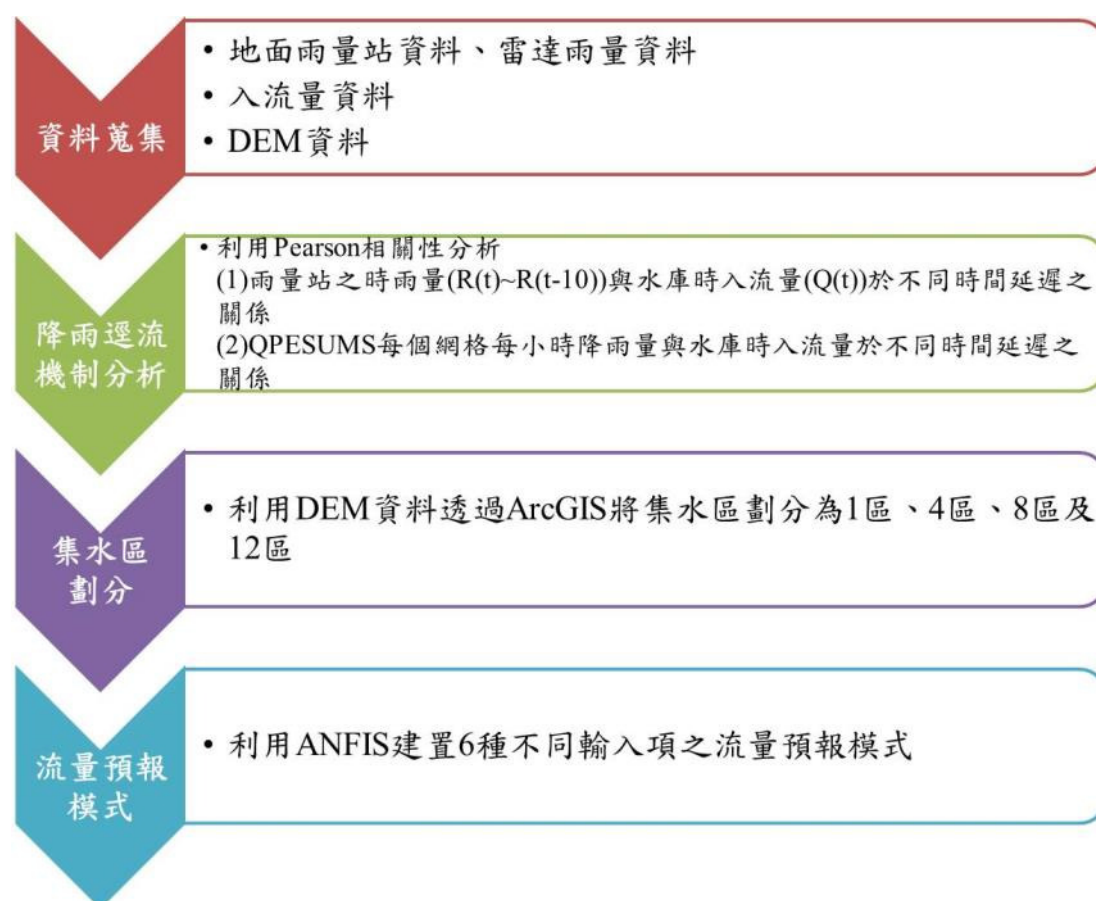 資料蒐集
• 地面雨量站資料、雷達雨量資料
• 入流量資料
• DEM資料
降雨逕流
機制分析
• 利用Pearson相關性分析
(1)雨量站之時雨量(R(t)~R(t-10))與水庫時入流量(Q(t))於不同時間延遲之
關係
(2)QPESUMS每個網格每小時降雨量與水庫時入流量於不同時間延遲之
關係
集水區
劃分
• 利用DEM資料透過ArcGIS將集水區劃分為1區、4區、8區及
12區
流量預報
模式
• 利用ANFIS建置6種不同輸入項之流量預報模式